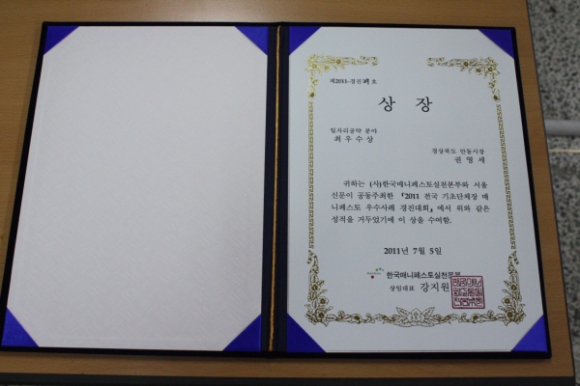 제2011-경진 호
상 장
일자리공약 분야
최우수상
경상북도 안동시장
권영세
귀하는 (사)한국매니페스토실천본부와 서울
신문이 공동주최한 「2011 전국 기초단체장 매
니페스토 우수사례 경진대회」에서 위와 같은
성적을 거두었기에 이 상을 수여함.
2011년 7월 5일
한국매니페스토실천본부
상임대표 강지원